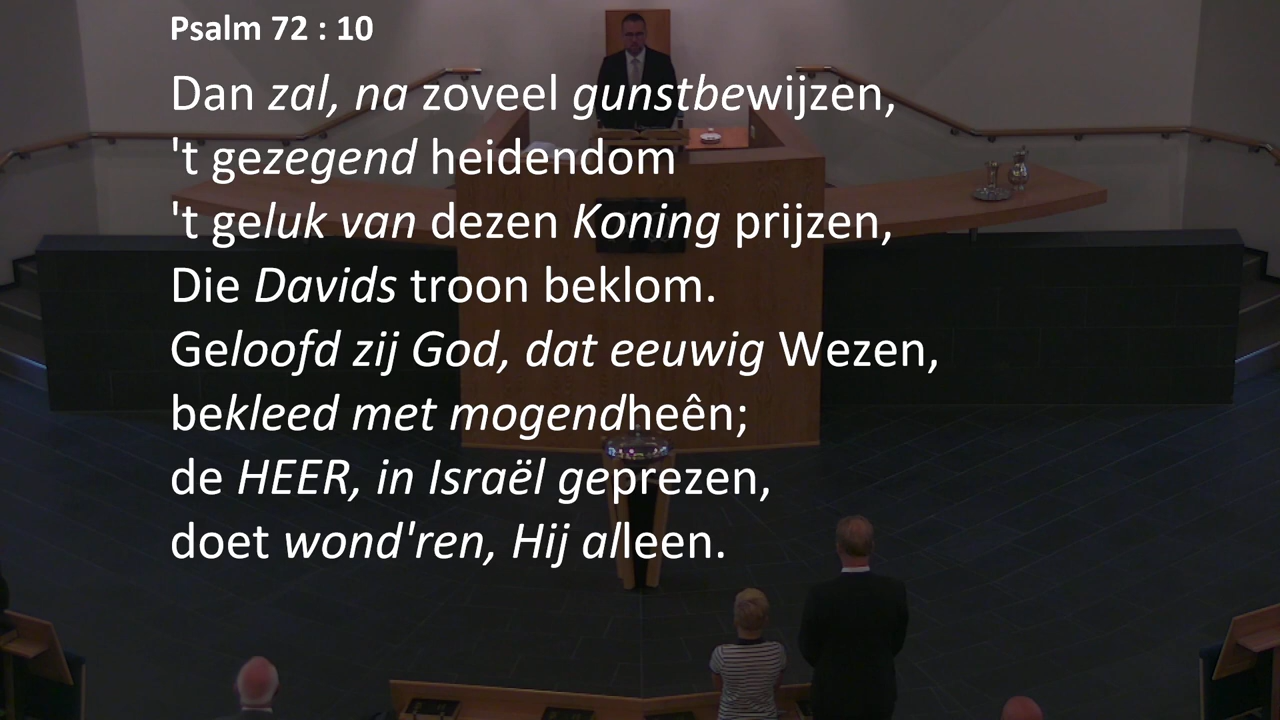 Psalm 72 : 10
Dan zal, na zoveel gunstbewijzen,
't gezegend heidendom
't geluk van dezen Koning prijzen,
Die Davids troon beklom.
Geloofd zij God, dat eeuwig Wezen,
bekleed met mogendheên;
de HEER, in Israël geprezen,
doet wond'ren, Hij alleen.